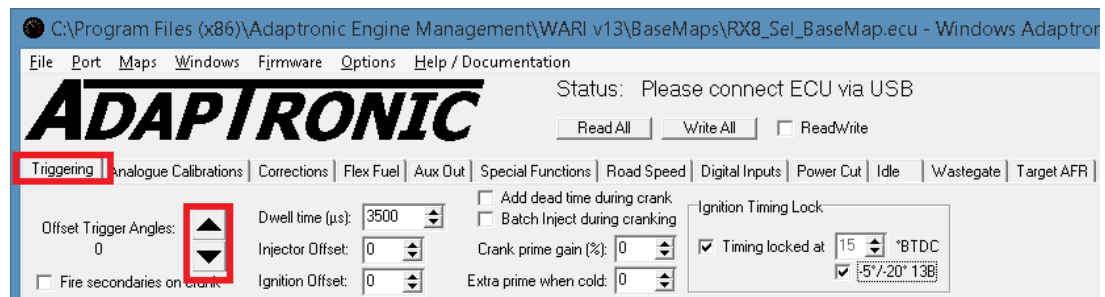 C:\Program Files (x86)\Adaptronic Engine Management\WARI v13\BaseMaps\RX8_Sel_BaseMap.ecu - Windows Adaptron
File Port Maps Windows Firmware Options Help / Documentation
ADAPTRONIC
Status: Please connect ECU via USB
Read All Write All ReadWrite
Triggering Analogue Calibrations Corrections Flex Fuel Aux Out Special Functions Road Speed Digital Inputs Power Cut Idle Wastegate Target AFR
Offset Trigger Angles:
0
Fire secondaries on crank
Dwell time (µs): 3500
Injector Offset: 0
Ignition Offset: 0
Add dead time during crank
Batch Inject during cranking
Crank prime gain (%): 0
Extra prime when cold: 0
Ignition Timing Lock
Timing locked at 15 °BTDC
-5°/-20° 13B